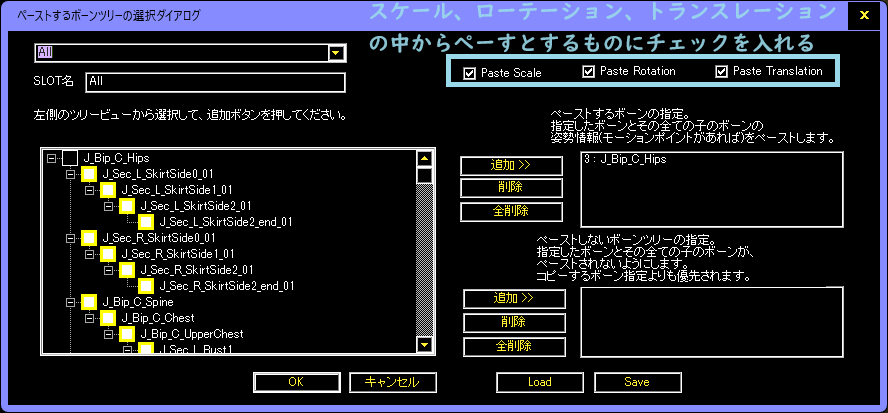 ペーストするボーンツリーの選択ダイアログ
x
スケール、ローテーション、トランスレーション
の中からペーすとするものにチェックを入れる
All
SLOT名 All
Paste Scale Paste Rotation Paste Translation
左側のツリービューから選択して、追加ボタンを押してください。
ペーストするボーンの指定。
指定したボーンとその全ての子のボーンの
姿勢情報(モーションポイントがあれば)をペーストします。
J_Bip_C_Hips
J_Sec_L_SkirtSide0_01
J_Sec_L_SkirtSide1_01
J_Sec_L_SkirtSide2_01
J_Sec_L_SkirtSide2_end_01
J_Sec_R_SkirtSide0_01
J_Sec_R_SkirtSide1_01
J_Sec_R_SkirtSide2_01
J_Sec_R_SkirtSide2_end_01
J_Bip_C_Spine
J_Bip_C_Chest
J_Bip_C_UpperChest
J_Sec_L_Bust1
追加 >>
削除
全削除
3 : J_Bip_C_Hips
ペーストしないボーンツリーの指定。
指定したボーンとその全ての子のボーンが、
ペーストされないようにします。
コピーするボーン指定よりも優先されます。
追加 >>
削除
全削除
OK キャンセル Load Save